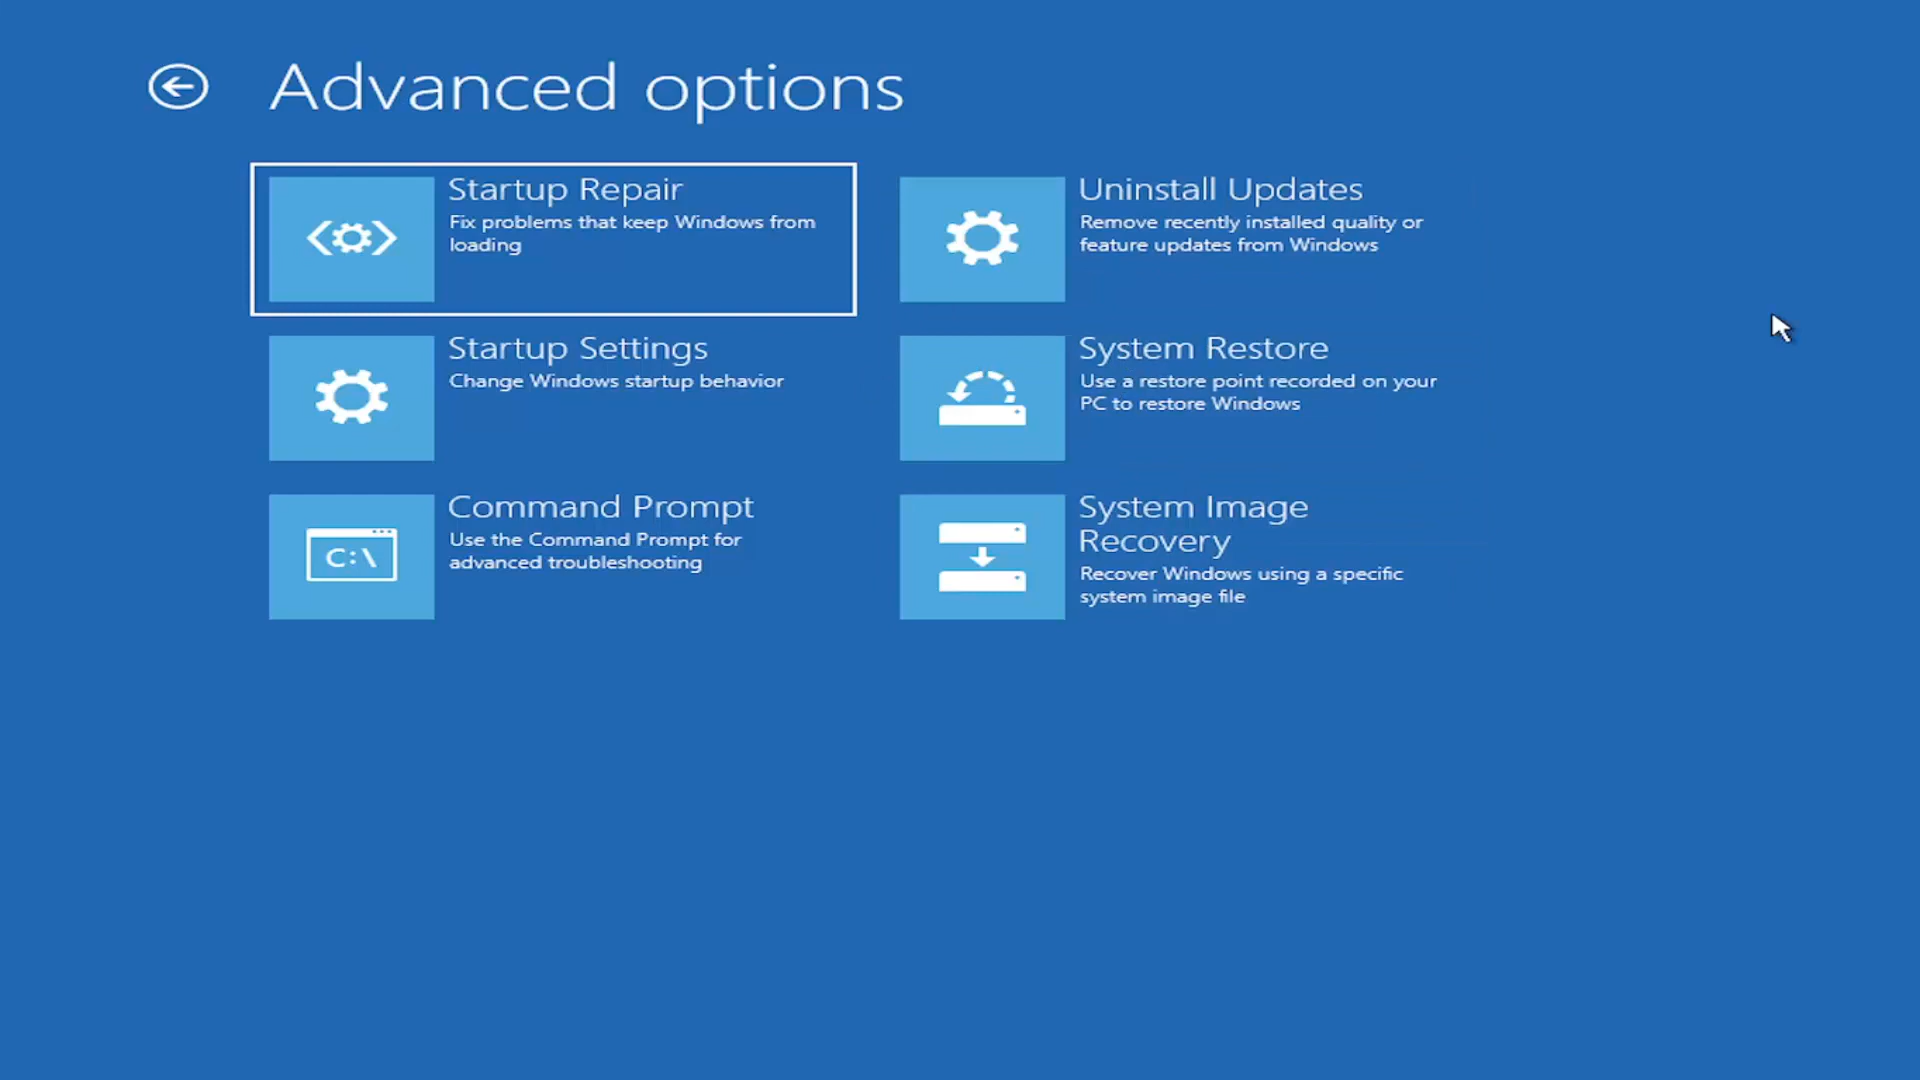 Advanced options
Startup Repair
Fix problems that keep Windows from
loading
Uninstall Updates
Remove recently installed quality or
feature updates from Windows
Startup Settings
Change Windows startup behavior
System Restore
Use a restore point recorded on your
PC to restore Windows
C:\
Command Prompt
Use the Command Prompt for
advanced troubleshooting
System Image
Recovery
Recover Windows using a specific
system image file